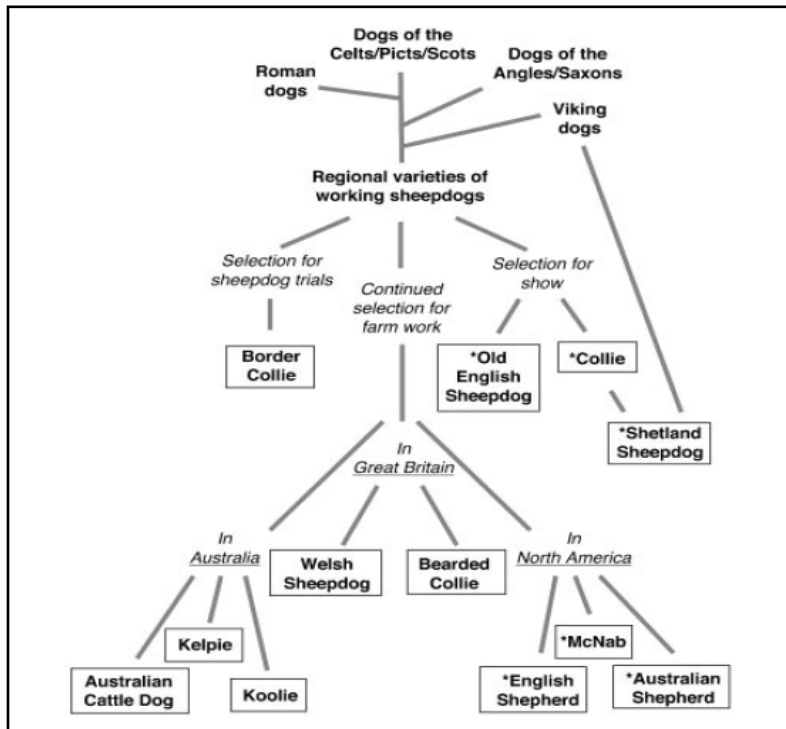 Dogs of the
Celts/Picts/Scots
Roman
dogs
Dogs of the
Angles/Saxons
Viking
dogs
Regional varieties of
working sheepdogs
Selection for
sheepdog trials
Continued
selection for
farm work
Selection for
show
Border
Collie
*Old
English
Sheepdog
*Collie
*Shetland
Sheepdog
In
Great Britain
In
Australia
Welsh
Sheepdog
Bearded
Collie
In
North America
Kelpie
Australian
Cattle Dog
Koolie
*McNab
*English
Shepherd
*Australian
Shepherd